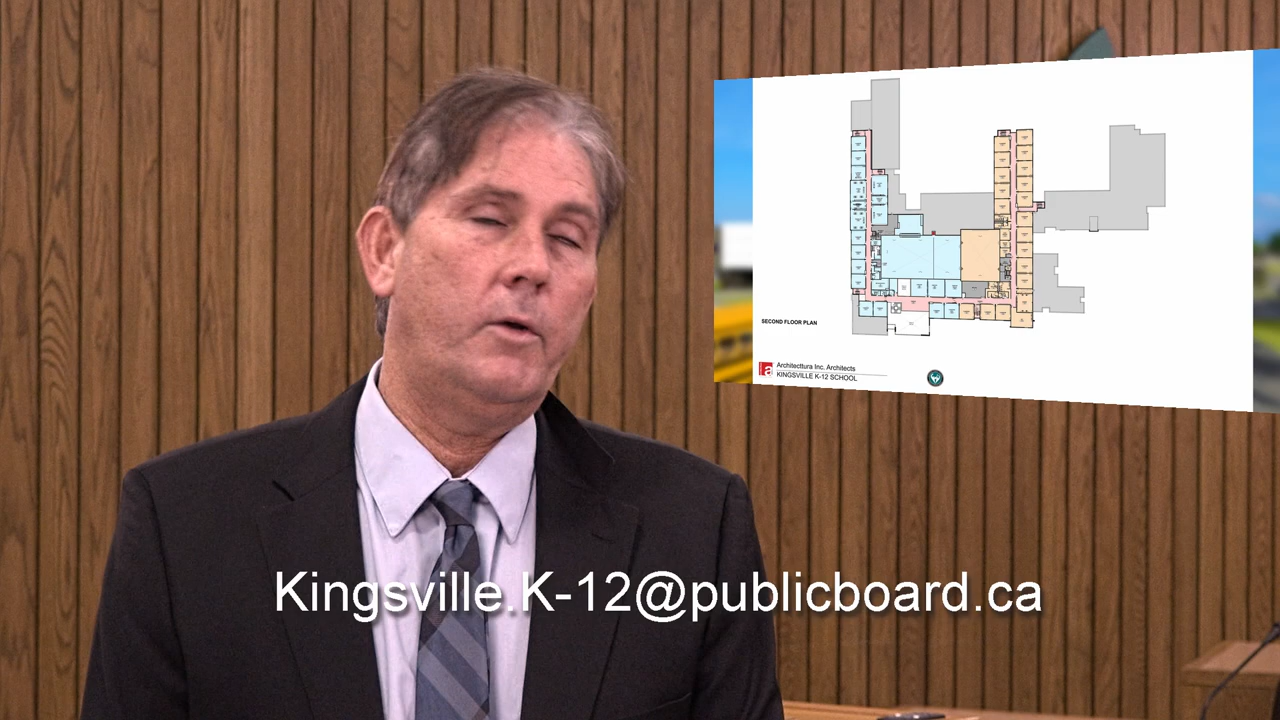 SECOND FLOOR PLAN
a
Architecttura Inc. Architects
KINGSVILLE K-12 SCHOOL
Kingsville.K-12@publicboard.ca